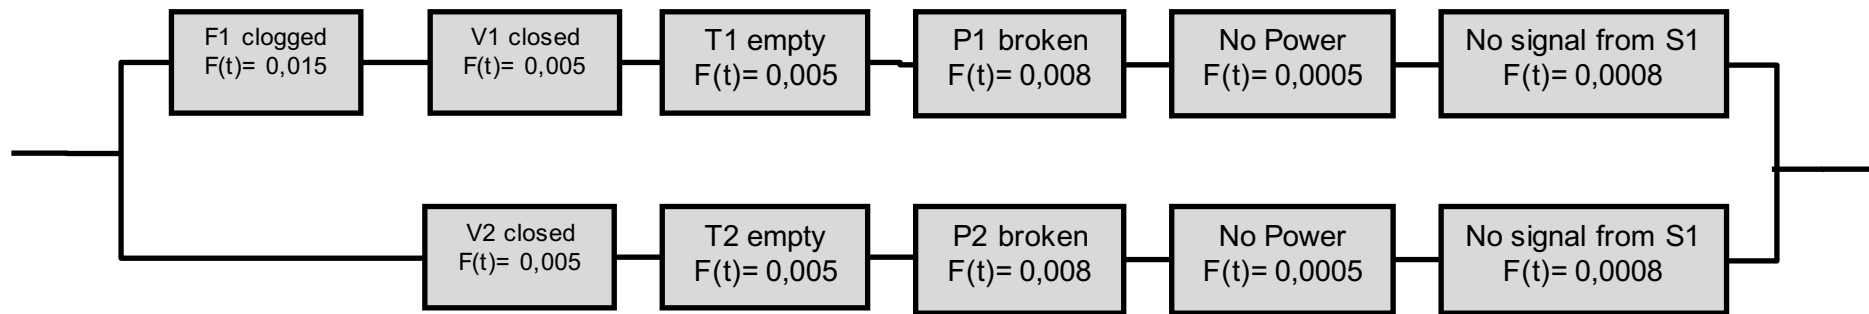 F1 clogged
F(t)= 0,015
V1 closed
F(t)= 0,005
T1 empty
F(t)= 0,005
P1 broken
F(t)= 0,008
No Power
F(t)= 0,0005
No signal from S1
F(t)= 0,0008
V2 closed
F(t)= 0,005
T2 empty
F(t)= 0,005
P2 broken
F(t)= 0,008
No Power
F(t)= 0,0005
No signal from S1
F(t)= 0,0008